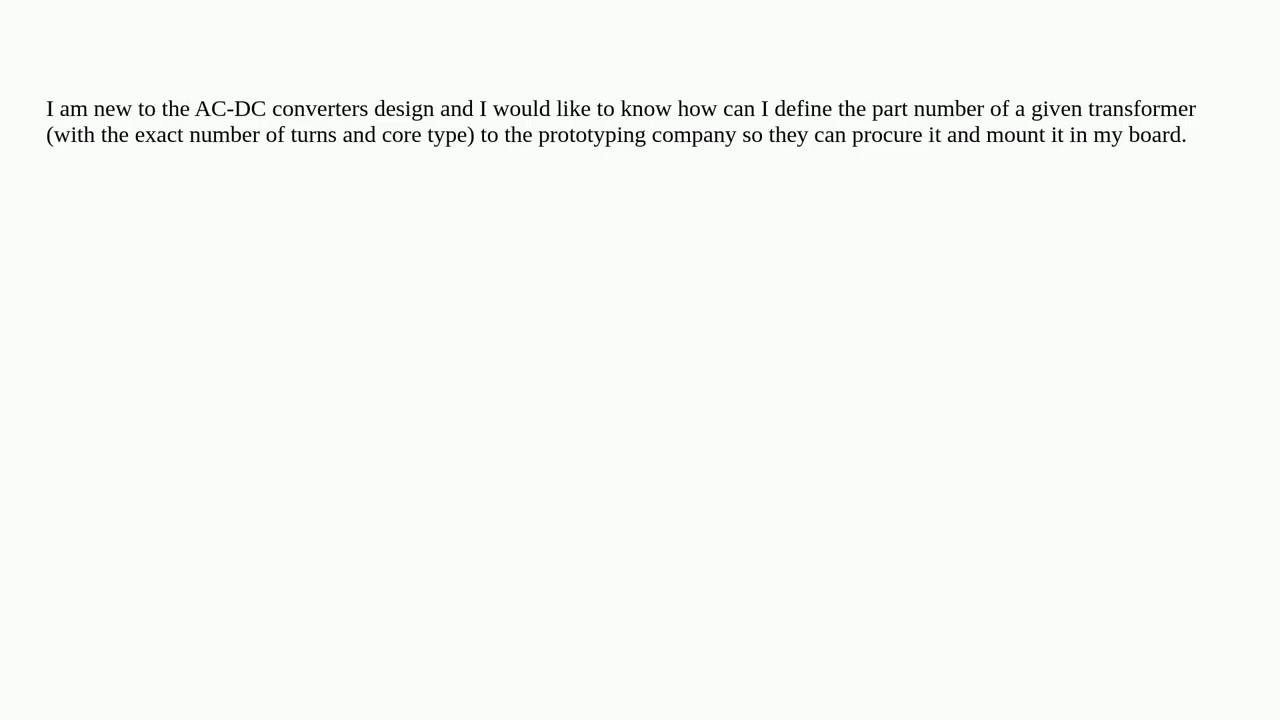 I am new to the AC-DC converters design and I would like to know how can I define the part number of a given transformer
(with the exact number of turns and core type) to the prototyping company so they can procure it and mount it in my board.